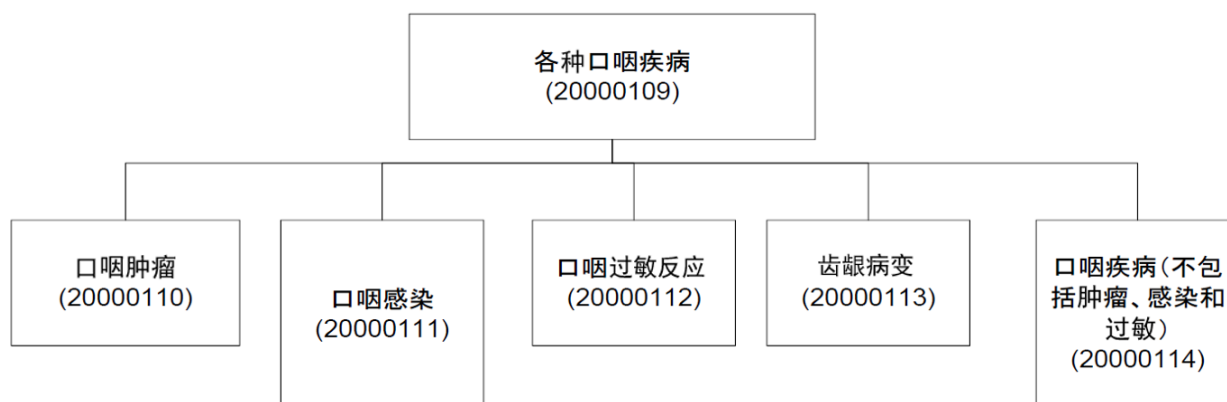 各种口咽疾病
(20000109)
口咽肿瘤
(20000110)
口咽感染
(20000111)
口咽过敏反应
(20000112)
齿龈病变
(20000113)
口咽疾病(不包
括肿瘤、感染和
过敏)
(20000114)